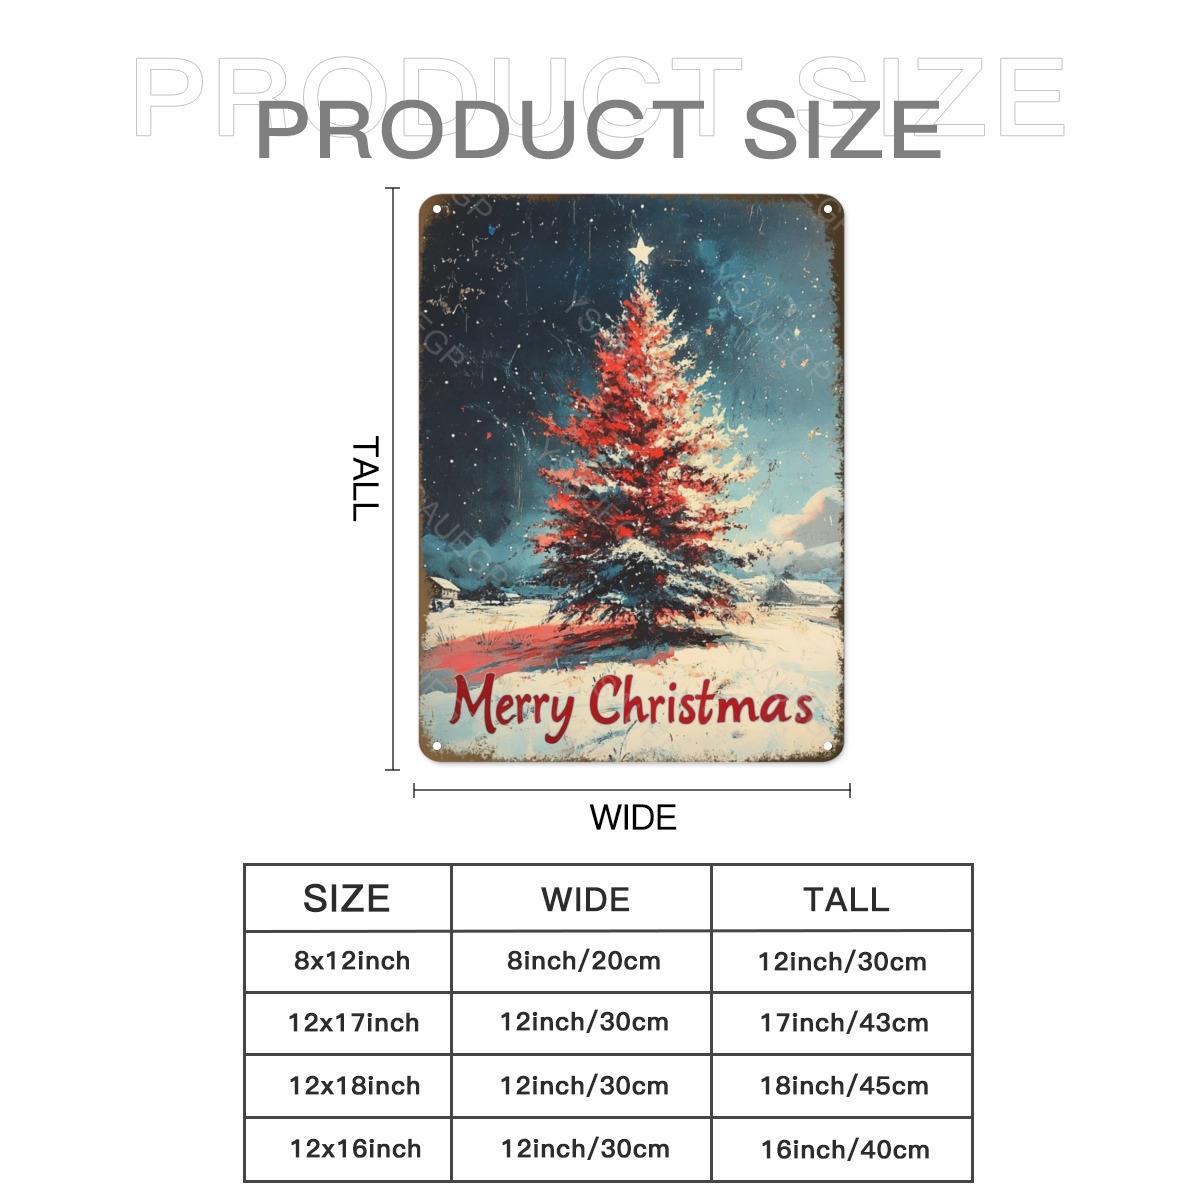 PRODUCT SIZE
PRODUCT SIZE
TALL
Merry Christmas
WIDE
SIZE WIDE TALL
8x12inch 8inch/20cm 12inch/30cm
12x17inch 12inch/30cm 17inch/43cm
12x18inch 12inch/30cm 18inch/45cm
12x16inch 12inch/30cm 16inch/40cm